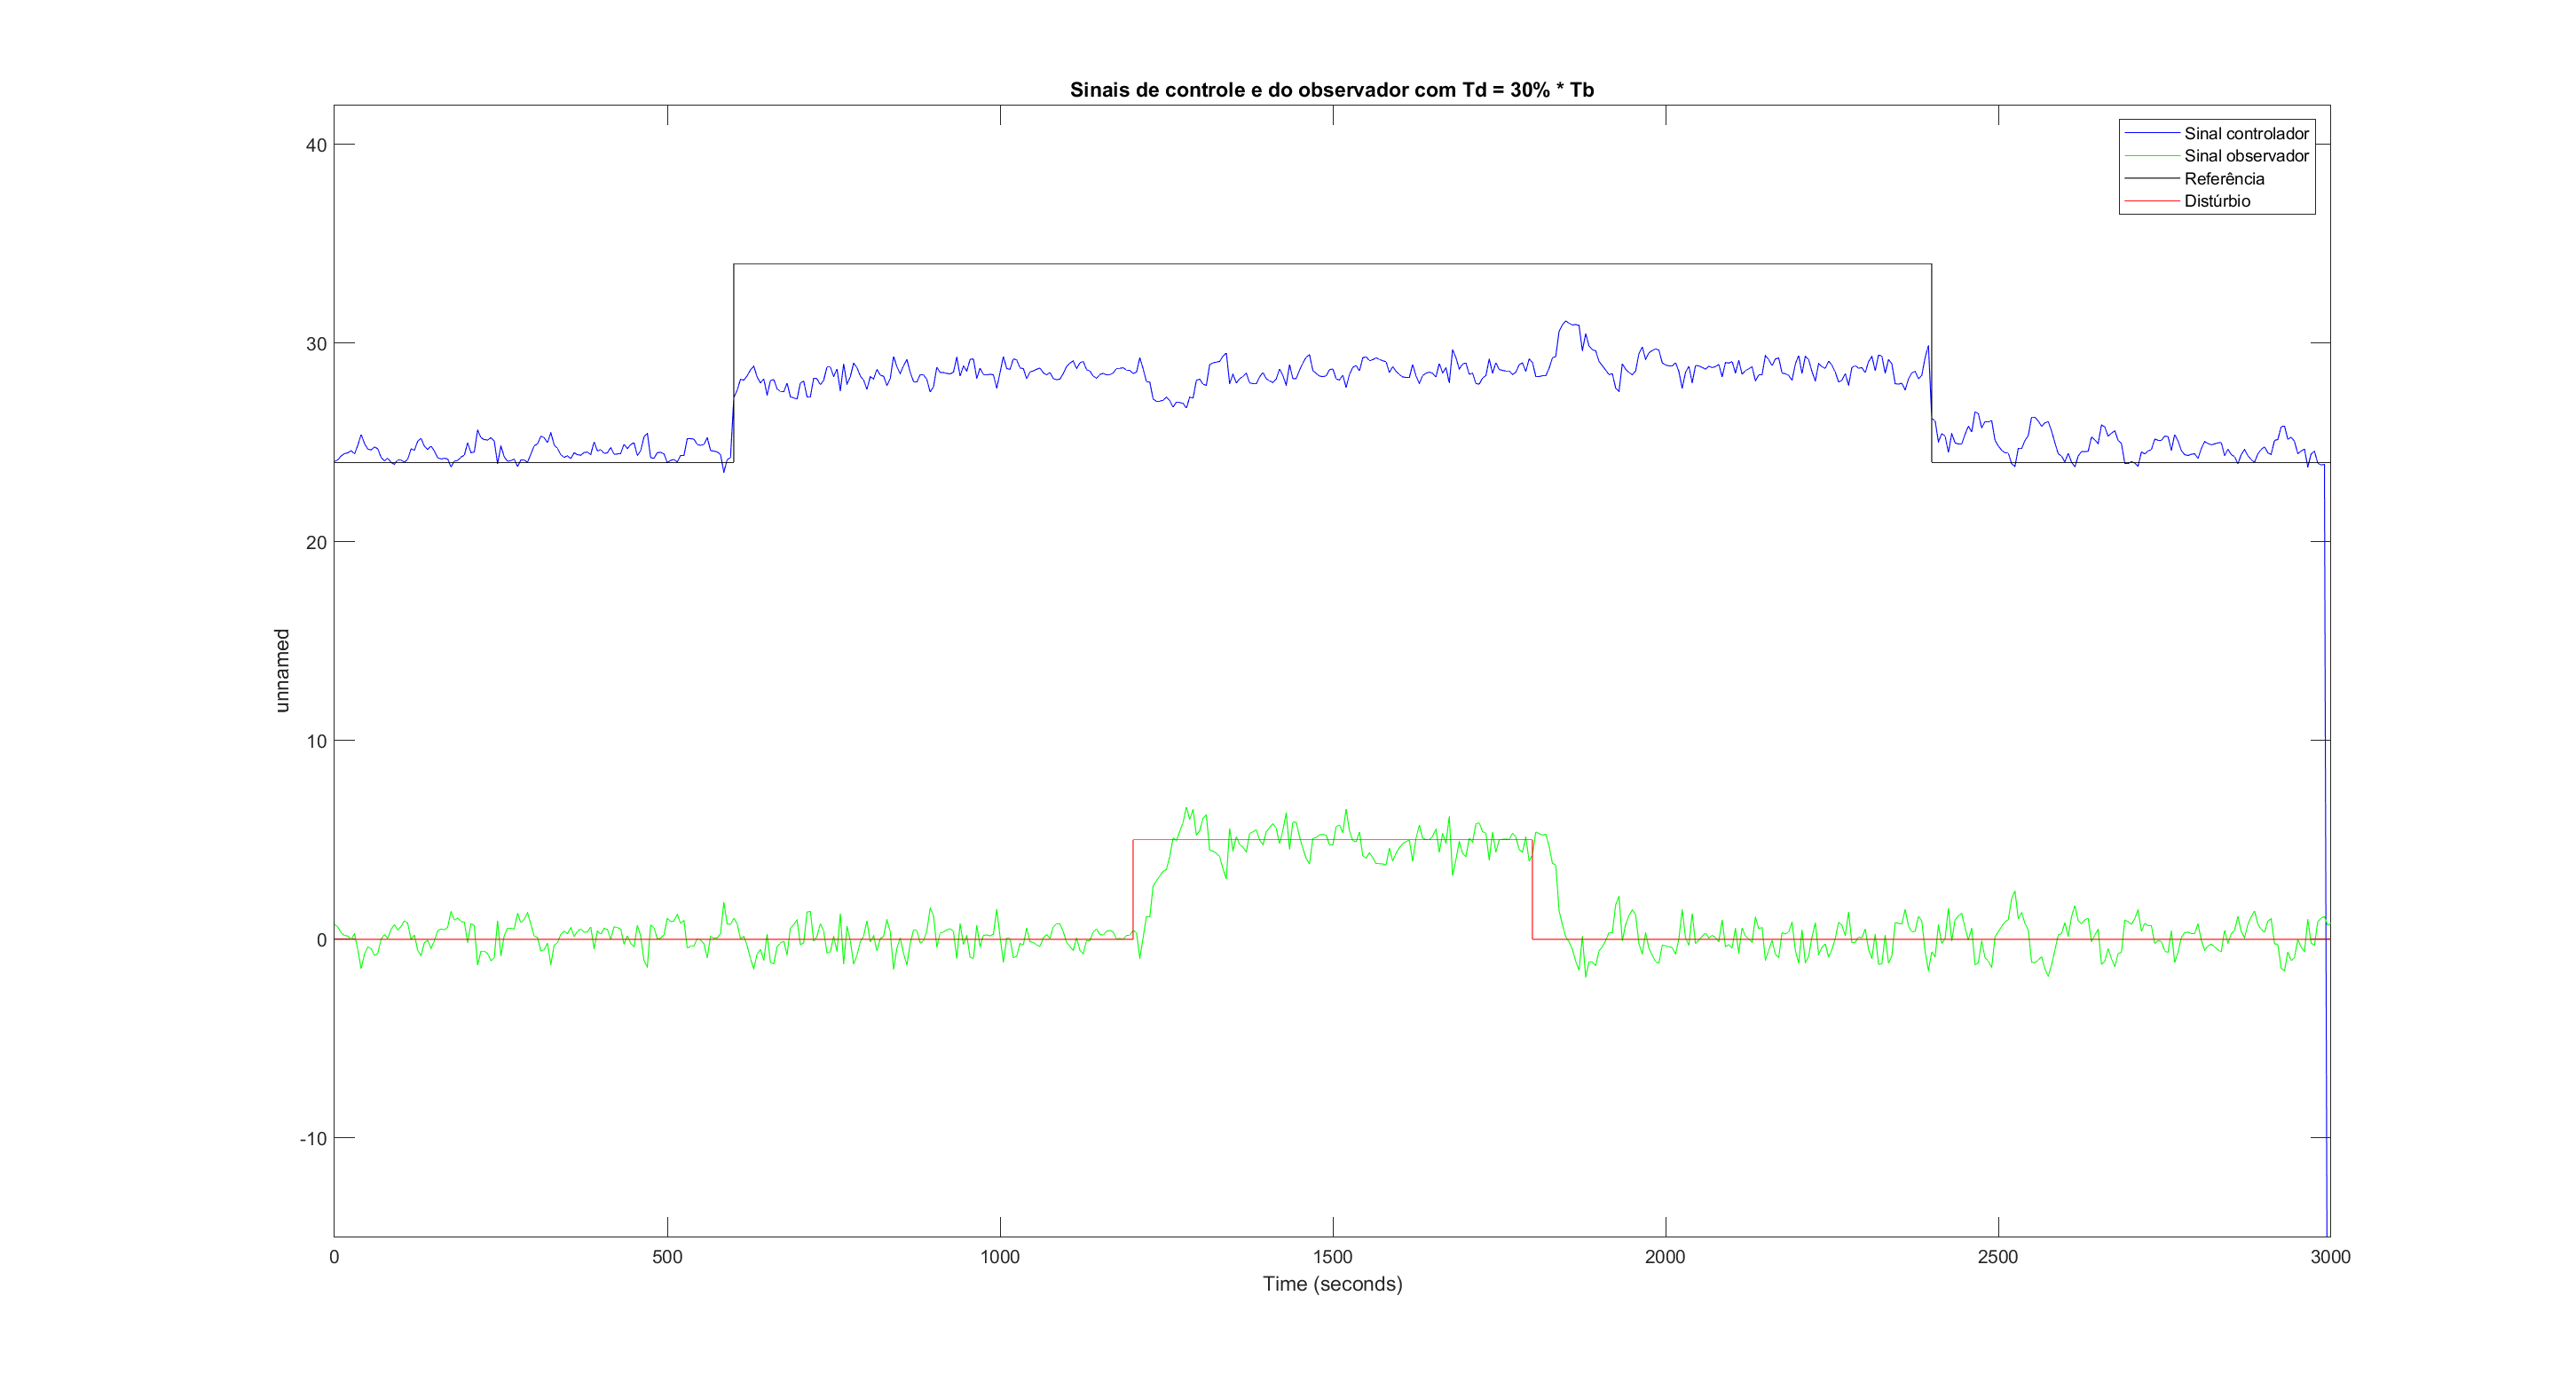 Sinais de controle e do observador com Td = 30% * Tb
Sinal controlador
Sinal observador
Referência
Distúrbio
40
30
20
10
0
-10
unnamed
0
500
1000
1500
2000
2500
3000
Time (seconds)